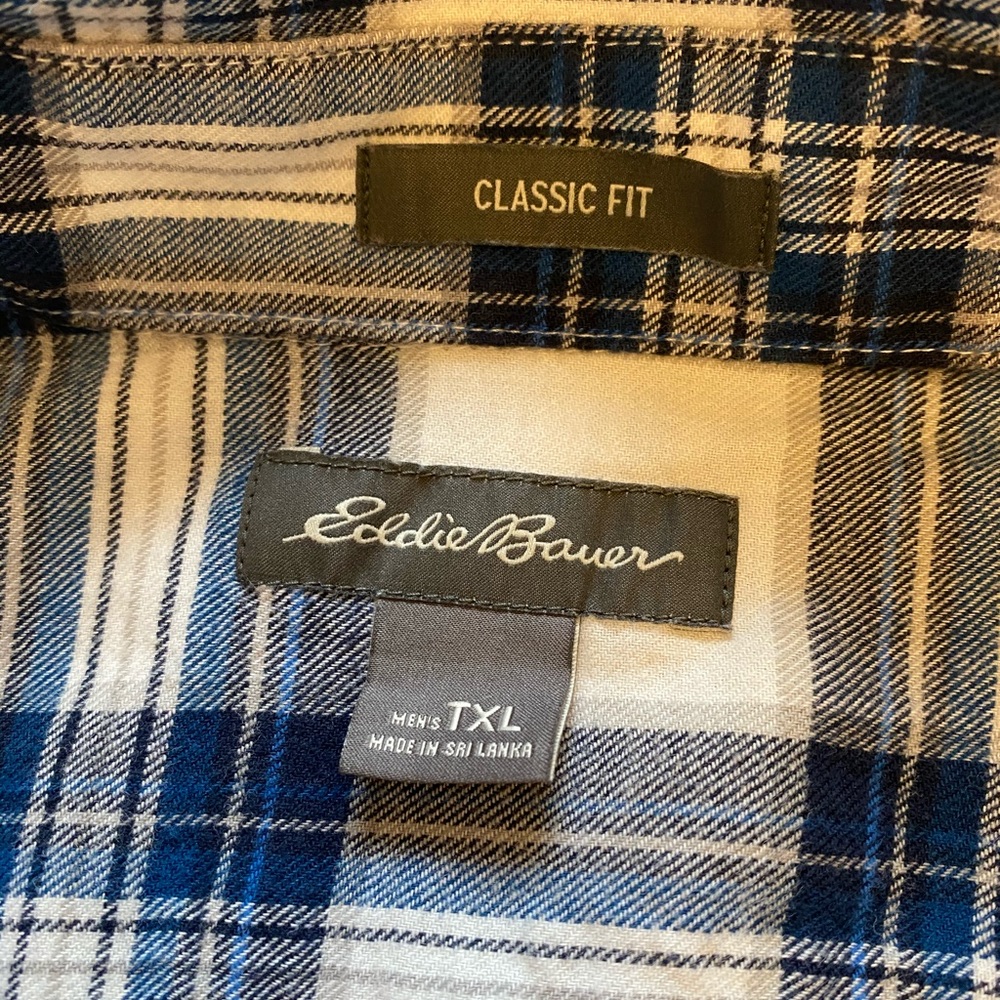 CLASSIC FIT
Eddie Bauer
MEN'S TXL
MADE IN SRI LANKA